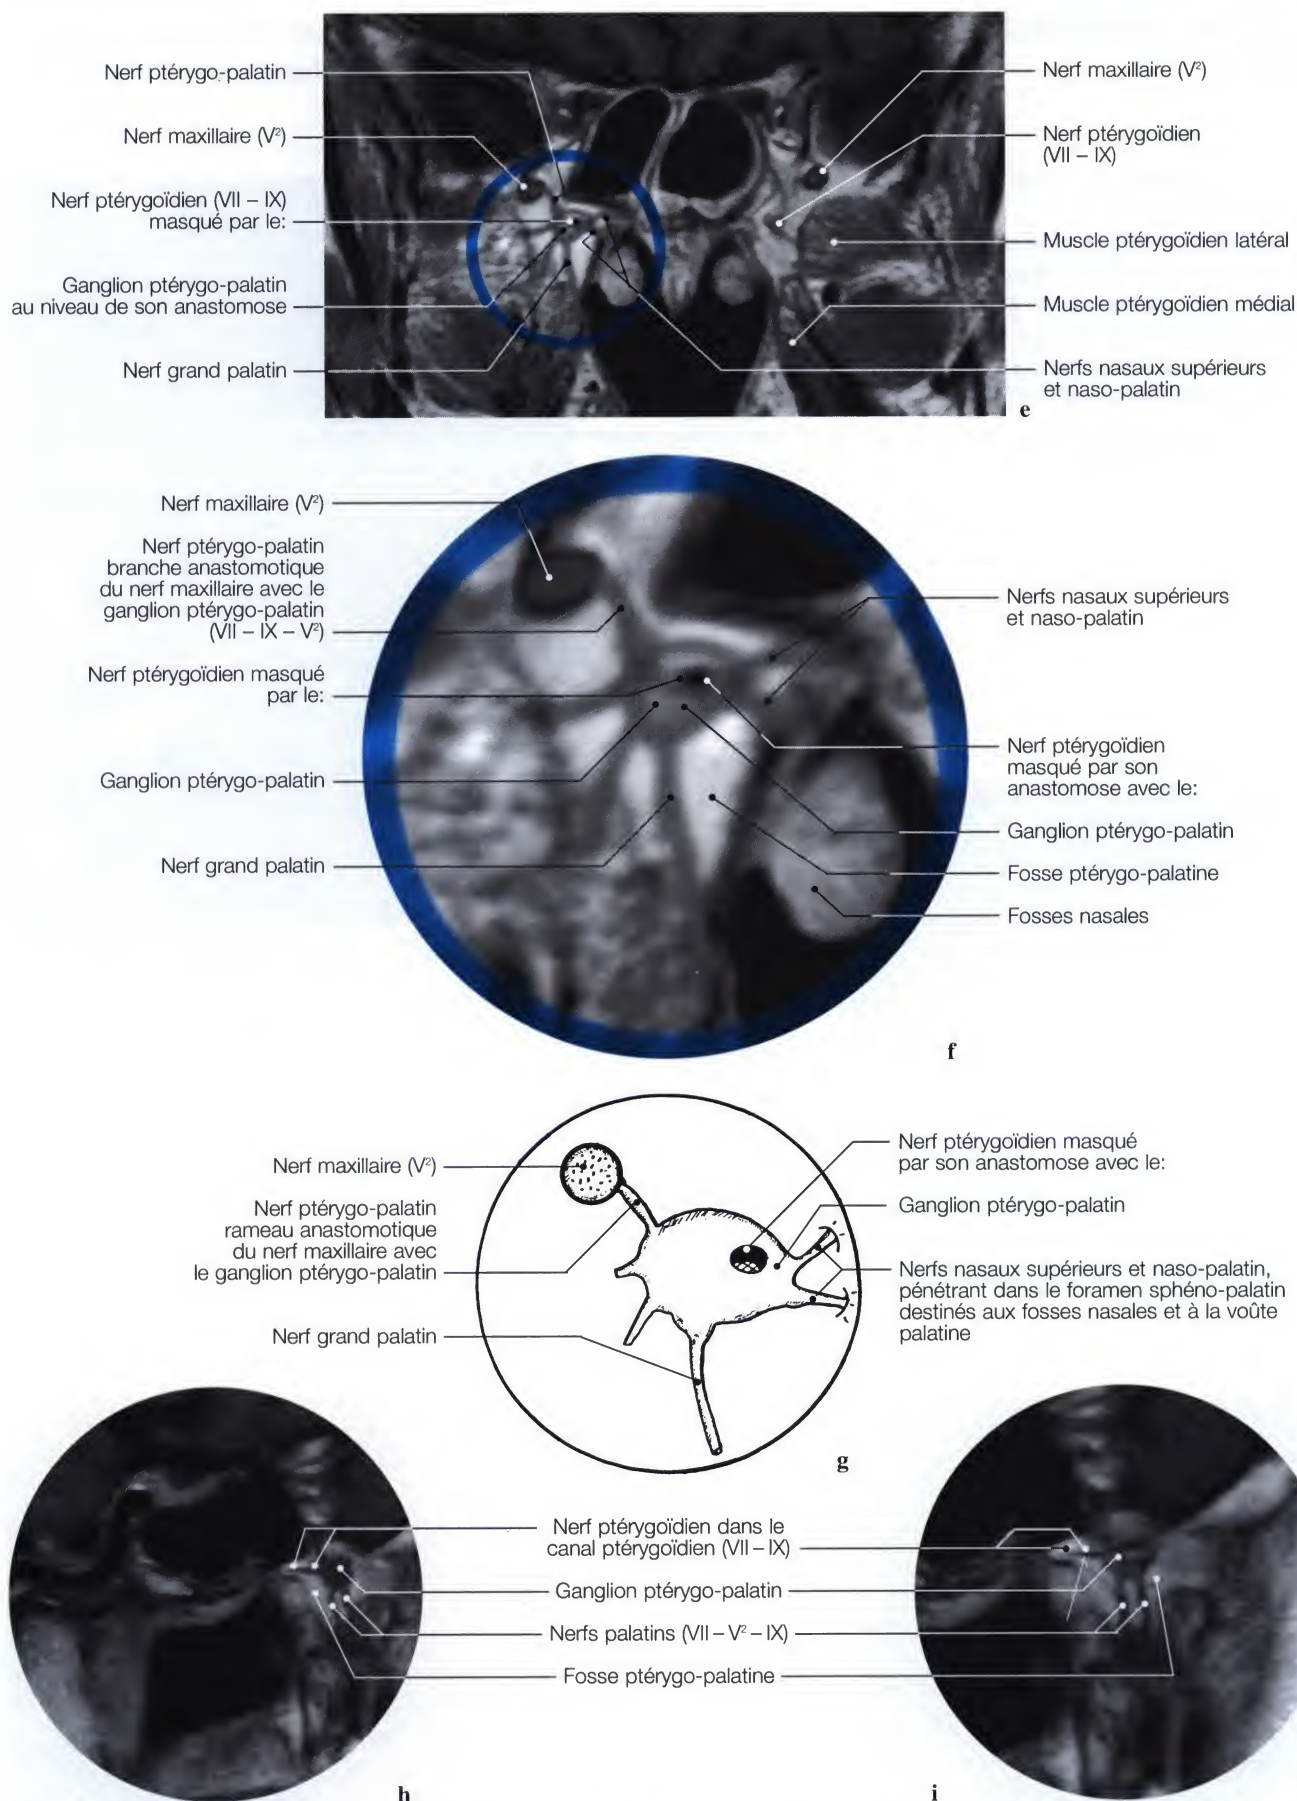 Nerf ptérygo-palatin
Nerf maxillaire (V²)
Nerf ptérygoïdien (VII – IX)
masqué par le:
Ganglion ptérygo-palatin
au niveau de son anastomose
Nerf grand palatin
Nerf maxillaire (V²)
Nerf ptérygoïdien
(VII – IX)
Muscle ptérygoïdien latéral
Muscle ptérygoïdien médial
Nerfs nasaux supérieurs
et naso-palatin
e
Nerf maxillaire (V²)
Nerf ptérygo-palatin
branche anastomotique
du nerf maxillaire avec le
ganglion ptérygo-palatin
(VII – IX – V²)
Nerf ptérygoïdien masqué
par le:
Ganglion ptérygo-palatin
Nerf grand palatin
Nerfs nasaux supérieurs
et naso-palatin
Nerf ptérygoïdien
masqué par son
anastomose avec le:
Ganglion ptérygo-palatin
Fosse ptérygo-palatine
Fosses nasales
f
Nerf maxillaire (V²)
Nerf ptérygo-palatin
rameau anastomotique
du nerf maxillaire avec
le ganglion ptérygo-palatin
Nerf grand palatin
Nerf ptérygoïdien masqué
par son anastomose avec le:
Ganglion ptérygo-palatin
Nerfs nasaux supérieurs et naso-palatin,
pénétrant dans le foramen sphéno-palatin
destinés aux fosses nasales et à la voûte
palatine
g
Nerf ptérygoïdien dans le
canal ptérygoïdien (VII – IX)
Ganglion ptérygo-palatin
Nerfs palatins (VII – V² – IX)
Fosse ptérygo-palatine
h
i